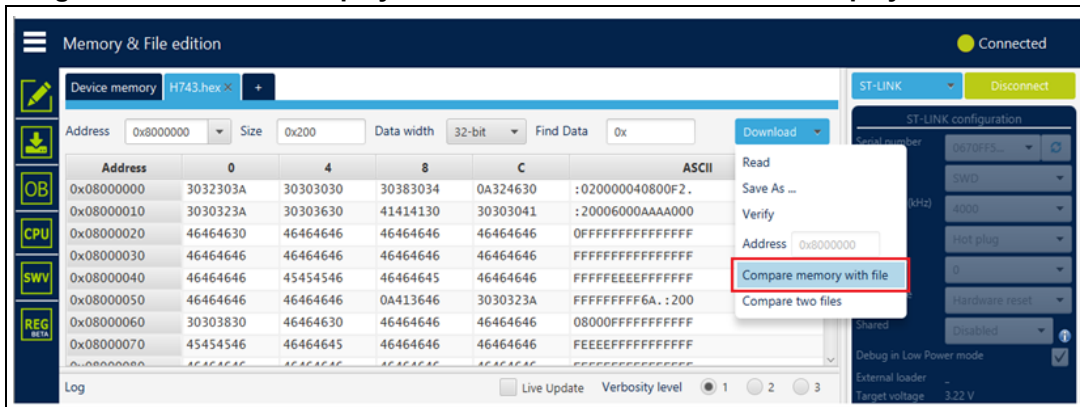 Memory & File edition
Connected
Device memory H743.hex × +
ST-LINK Disconnect
Address 0x8000000 Size 0x200 Data width 32-bit Find Data 0x Download
ST-LINK configuration
Serial number 0670FF5...
Read
Address 0 4 8 C ASCII
OB
0x08000000 3032303A 30303030 30383034 0A324630 :020000040800F2.
Save As ...
SWD
0x08000010 3030323A 30303630 41414130 30303041 :20006000AAAA000
Verify
(kHz) 4000
CPU
0x08000020 46464630 46464646 46464646 46464646 0FFFFFFFFFFFFFFF
Address 0x8000000
Hot plug
0x08000030 46464646 46464646 46464646 46464646 FFFFFFFFFFFFFFFF
SWV
0x08000040 46464646 45454546 46464645 46464646 FFFFFEEEEFFFFFFF
Compare memory with file
0
0x08000050 46464646 46464646 0A413646 3030323A FFFFFFFFF6A.:200
Compare two files
Hardware reset
REG
BETA
0x08000060 30303830 46464630 46464646 46464646 08000FFFFFFFFFFF
Shared Disabled
0x08000070 45454546 46464645 46464646 46464646 FEEEEFFFFFFFFFFF
Debug in Low Power mode
External loader _
Log Live Update Verbosity level 1 2 3
Target voltage 3.22 V